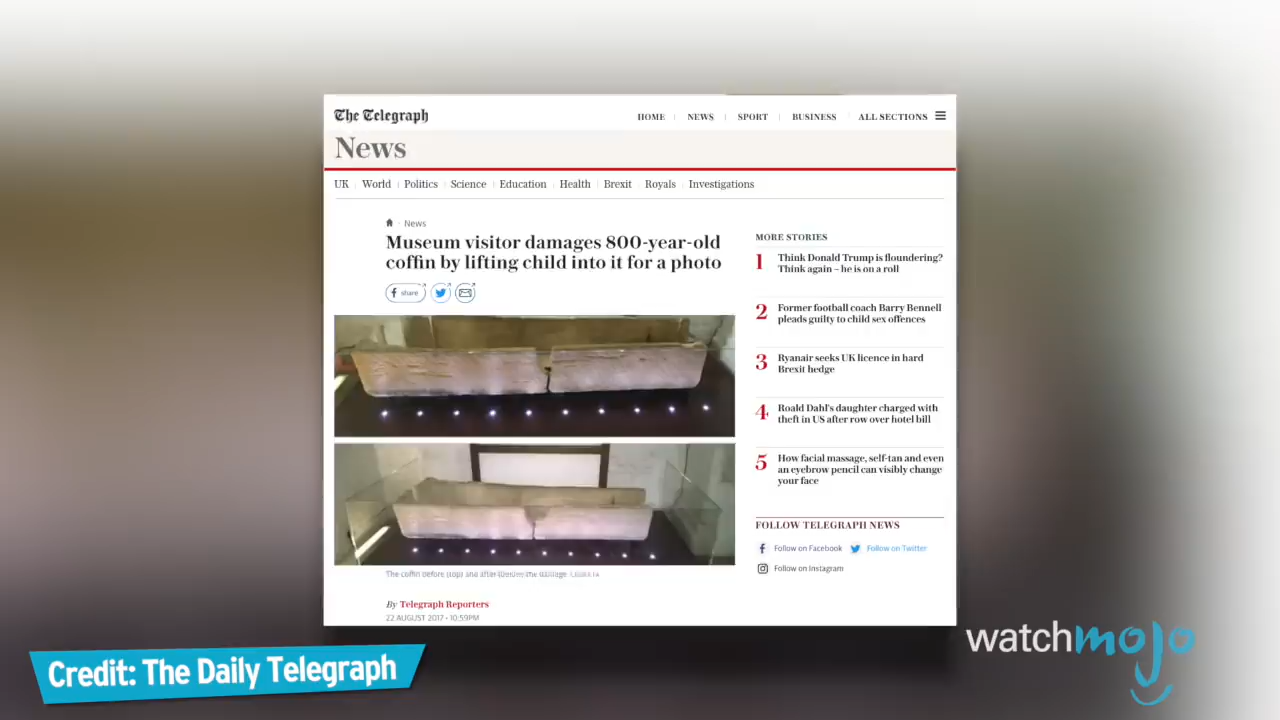 The Telegraph
HOME NEWS SPORT BUSINESS ALL SECTIONS
News
UK World Politics Science Education Health Brexit Royals Investigations
News
Museum visitor damages 800-year-old
coffin by lifting child into it for a photo
share
The coffin before (top) and after the damage
By Telegraph Reporters
22 AUGUST 2017 • 10:59PM
MORE STORIES
1 Think Donald Trump is floundering?
Think again – he is on a roll
2 Former football coach Barry Bennell
pleads guilty to child sex offences
3 Ryanair seeks UK licence in hard
Brexit hedge
4 Roald Dahl's daughter charged with
theft in US after row over hotel bill
5 How facial massage, self-tan and even
an eyebrow pencil can visibly change
your face
FOLLOW TELEGRAPH NEWS
Follow on Facebook Follow on Twitter
Follow on Instagram
Credit: The Daily Telegraph
watchmojo